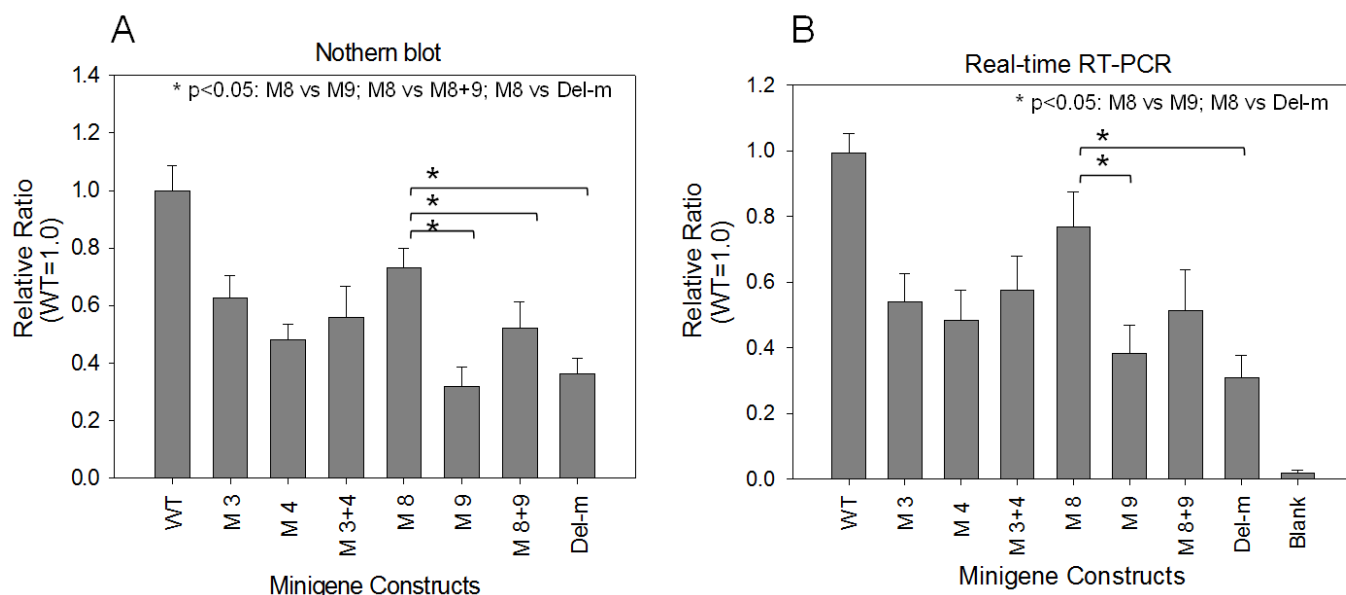 A
Nothern blot
* p<0.05: M8 vs M9; M8 vs M8+9; M8 vs Del-m
1.4
1.2
1.0
0.8
0.6
0.4
0.2
0.0
Relative Ratio
(WT=1.0)
*
*
*
WT
M 3
M 4
M 3+4
M 8
M 9
M 8+9
Del-m
Minigene Constructs
B
Real-time RT-PCR
* p<0.05: M8 vs M9; M8 vs Del-m
1.2
1.0
0.8
0.6
0.4
0.2
0.0
Relative Ratio
(WT=1.0)
*
*
WT
M 3
M 4
M 3+4
M 8
M 9
M 8+9
Del-m
Blank
Minigene Constructs